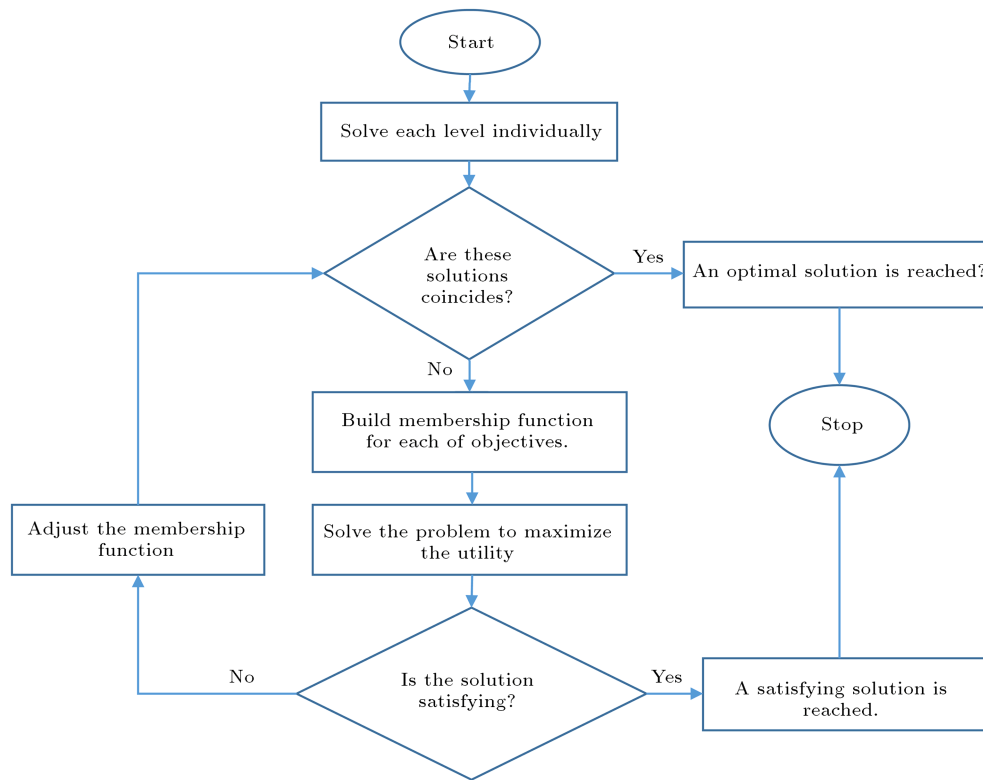 Start
Solve each level individually
Are these
solutions
coincides?
Yes
An optimal solution is reached?
No
Build membership function
for each of objectives.
Stop
Adjust the membership
function
Solve the problem to maximize
the utility
No
Is the solution
satisfying?
Yes
A satisfying solution is
reached.